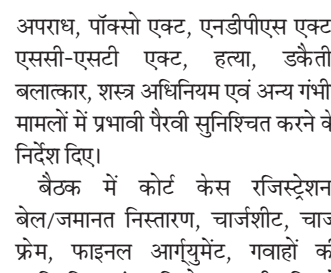 अपराध, पॉक्सो एक्ट, एनडीपीएस एक्ट
एससी-एसटी एक्ट, हत्या, डकैती
बलात्कार, शस्त्र अधिनियम एवं अन्य
मामलों में प्रभावी पैरवी सुनिश्चित करने
निर्देश दिए।
बैठक में कोर्ट केस रजिस्ट्रेशन
बेल/जमानत निस्तारण, चार्जशीट,
फ्रेम, फाइनल आर्ग्युमेंट, गवाहों